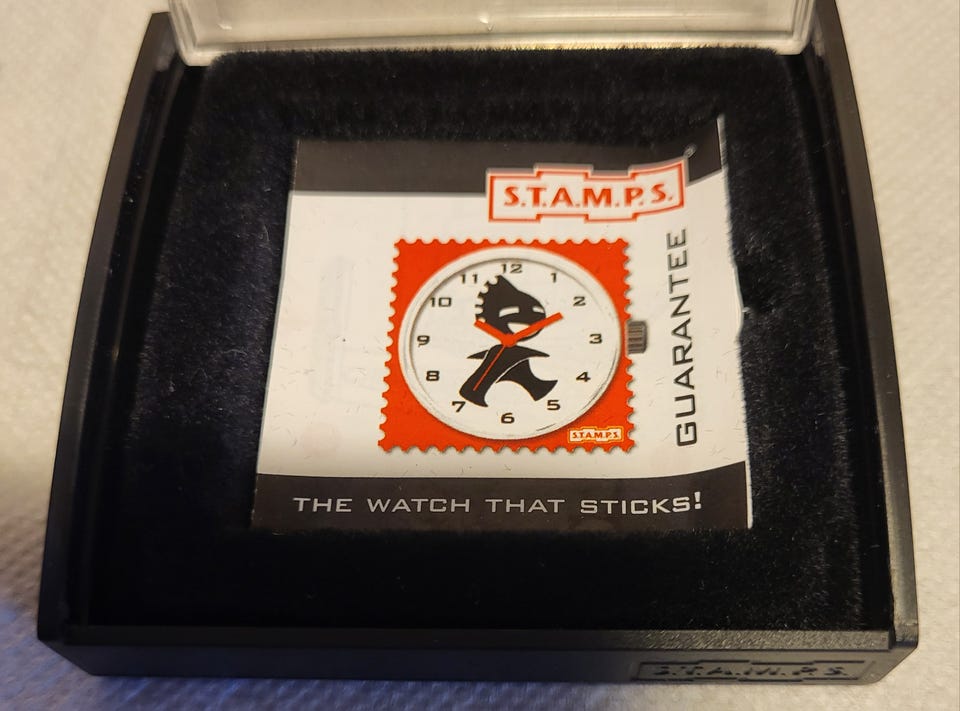 S.T.A.M.P.S.
GUARANTEE
12
11 1
10 2
9 3
8 4
7 5
6
S.T.A.M.P.S.
THE WATCH THAT STICKS!
S.T.A.M.P.S.